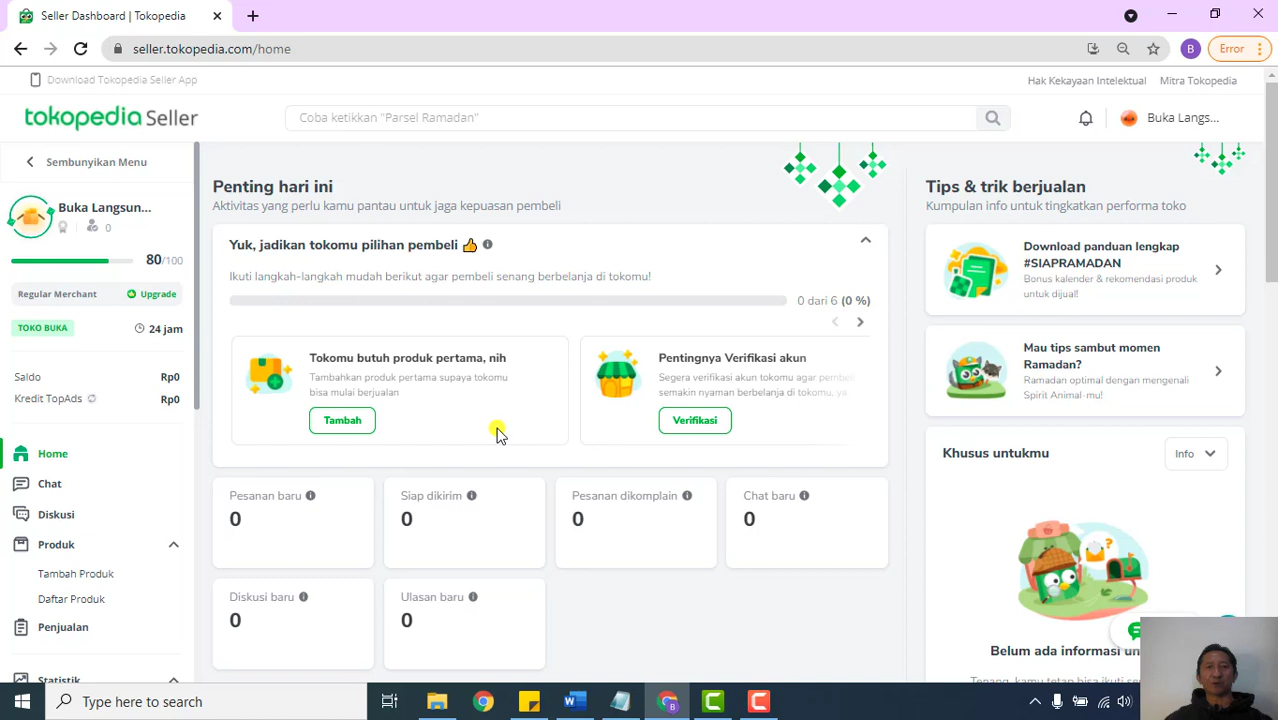 Seller Dashboard | Tokopedia
seller.tokopedia.com/home
B
Error
Download Tokopedia Seller App
Hak Kekayaan Intelektual
Mitra Tokopedia
tokopedia Seller
Coba ketikkan "Parsel Ramadan"
Buka Langs...
Sembunyikan Menu
Buka Langsun...
0
80/100
Regular Merchant
Upgrade
TOKO BUKA
24 jam
Saldo
Rp0
Kredit TopAds
Rp0
Home
Chat
Diskusi
Produk
Tambah Produk
Daftar Produk
Penjualan
Statistik
Penting hari ini
Aktivitas yang perlu kamu pantau untuk jaga kepuasan pembeli
Yuk, jadikan tokomu pilihan pembeli
Ikuti langkah-langkah mudah berikut agar pembeli senang berbelanja di tokomu!
0 dari 6 (0 %)
Tokomu butuh produk pertama, nih
Tambahkan produk pertama supaya tokomu
bisa mulai berjualan
Tambah
Pentingnya Verifikasi akun
Segera verifikasi akun tokomu agar pembeli
semakin nyaman berbelanja di tokomu, ya
Verifikasi
Pesanan baru
0
Siap dikirim
0
Pesanan dikomplain
0
Chat baru
0
Diskusi baru
0
Ulasan baru
0
Tips & trik berjualan
Kumpulan info untuk tingkatkan performa toko
Download panduan lengkap
#SIAPRAMADAN
Bonus kalender & rekomendasi produk
untuk dijual!
Mau tips sambut momen
Ramadan?
Ramadan optimal dengan mengenali
Spirit Animal-mu!
Khusus untukmu
Info
Belum ada informasi un
Tenang, kamu tetap bisa ikuti se
Type here to search